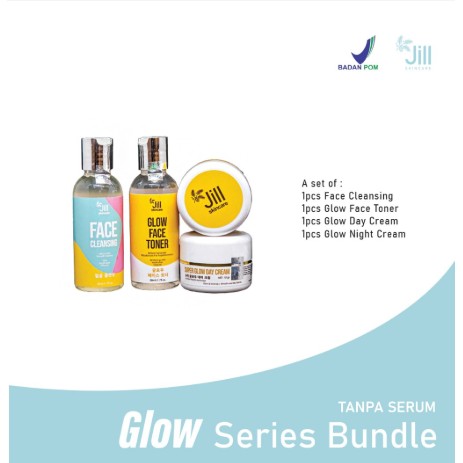 BADAN POM
Jill
SKINCARE
A set of :
1pcs Face Cleansing
1pcs Glow Face Toner
1pcs Glow Day Cream
1pcs Glow Night Cream
Jill
FACE
CLEANSING
Jill
GLOW
FACE
TONER
Jill
skincare
SUPER GLOW DAY CREAM
TANPA SERUM
Glow Series Bundle